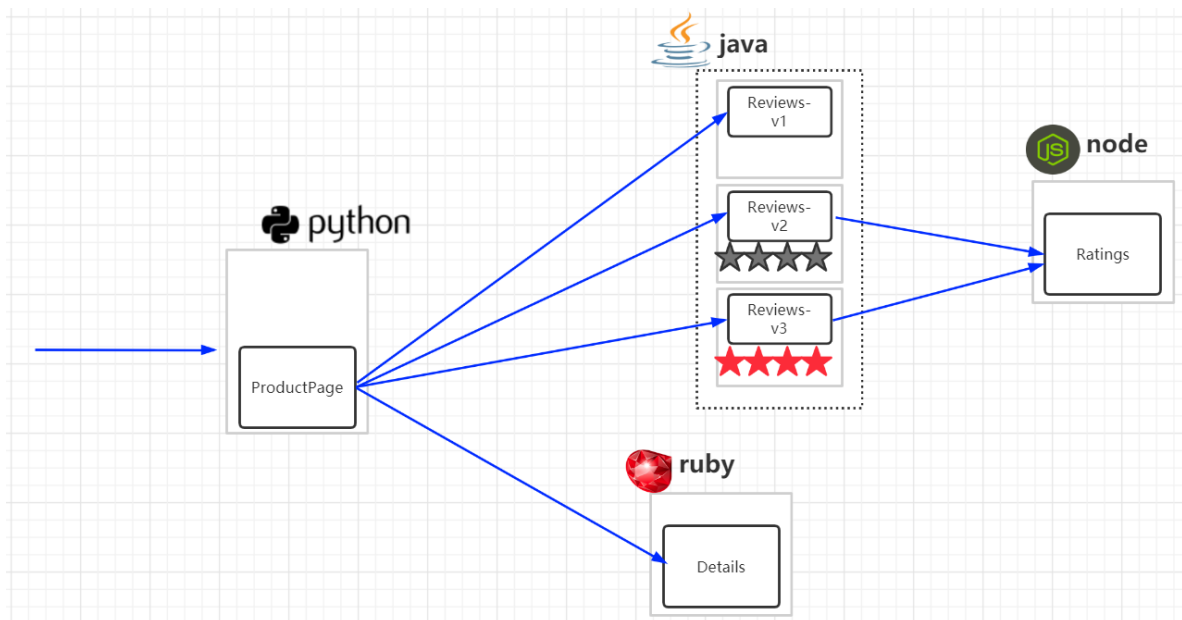 java
Reviews-
v1
node
Reviews-
v2
python
Ratings
Reviews-
v3
ProductPage
ruby
Details